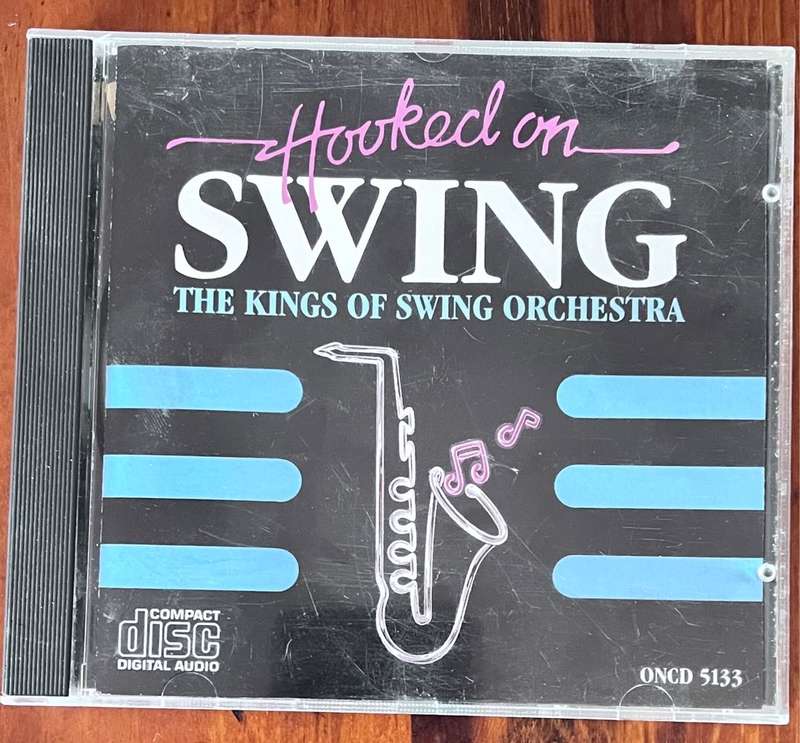 Hooked on
SWING
THE KINGS OF SWING ORCHESTRA
COMPACT
disc
DIGITAL AUDIO
ONCD 5133